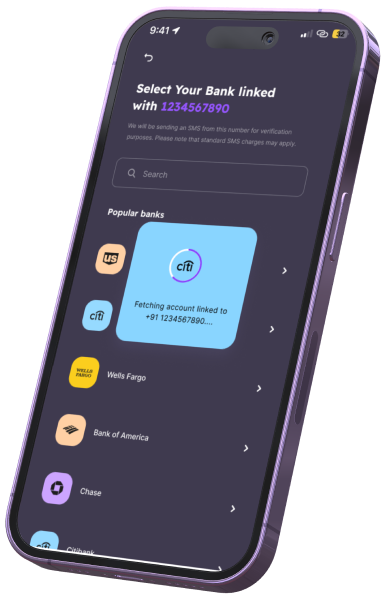 9:41
32
Select Your Bank linked
with 1234567890
We will be sending an SMS from this number for verification
purposes. Please note that standard SMS charges may apply.
Search
Popular banks
us
citi
Fetching account linked to
+91 1234567890....
citi
WELLS
FARGO
Wells Fargo
Bank of America
Chase
citi
Citibank